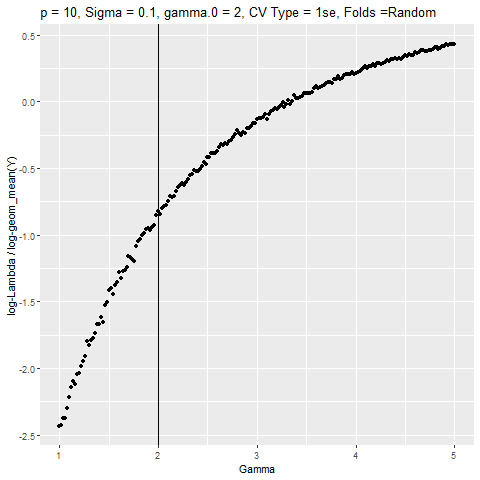 p = 10, Sigma = 0.1, gamma.0 = 2, CV Type = 1se, Folds =Random
log-Lambda / log-geom_mean(Y)
0.5
0.0
-0.5
-1.0
-1.5
-2.0
-2.5
1 2 3 4 5
Gamma